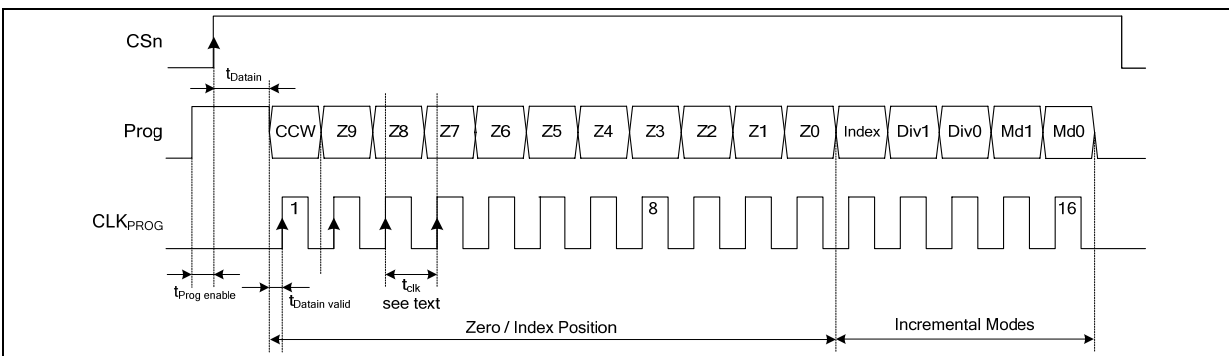 CSn
tDatain
Prog
CCW Z9 Z8 Z7 Z6 Z5 Z4 Z3 Z2 Z1 Z0 Index Div1 Div0 Md1 Md0
CLKPROG
1 8 16
tProg enable
tDatain valid
tclk
see text
Zero / Index Position
Incremental Modes